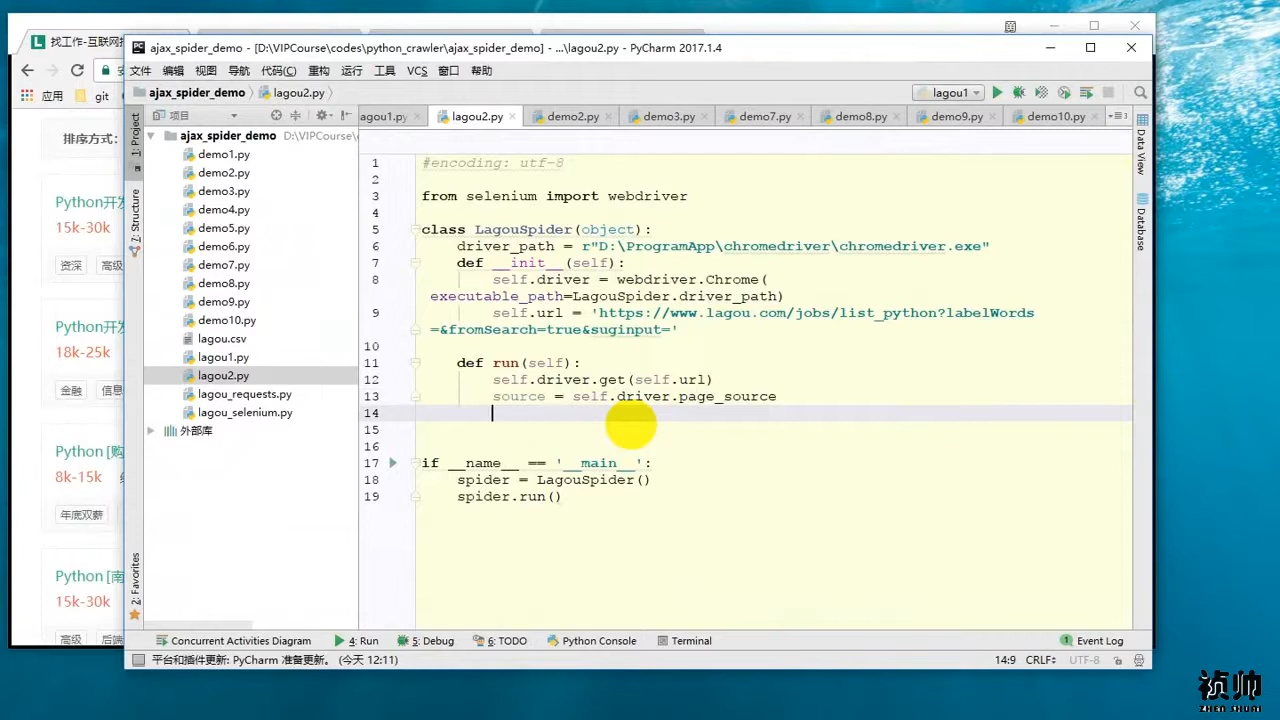 找工作-互联网招
ajax_spider_demo - [D:\VIPCourse\codes\python_crawler\ajax_spider_demo] - ...\lagou2.py - PyCharm 2017.1.4
文件 编辑 视图 导航 代码(C) 重构 运行 工具 VCS 窗口 帮助
应用 git
ajax_spider_demo lagou2.py lagou1
项目
agou1.py lagou2.py demo2.py demo3.py demo7.py demo8.py demo9.py demo10.py
排序方式：
Python开发
15k-30k
资深 高级
Python开发
18k-25k
金融 信息
Python [购
8k-15k
年底双薪
Python [南
15k-30k
高级 后端
1: Project
7: Structure
2: Favorites
ajax_spider_demo D:\VIPCourse\
demo1.py
demo2.py
demo3.py
demo4.py
demo5.py
demo6.py
demo7.py
demo8.py
demo9.py
demo10.py
lagou.csv
lagou1.py
lagou2.py
lagou_requests.py
lagou_selenium.py
外部库
1 #encoding: utf-8
2
3 from selenium import webdriver
4
5 class LagouSpider(object):
6 driver_path = r"D:\ProgramApp\chromedriver\chromedriver.exe"
7 def __init__(self):
8 self.driver = webdriver.Chrome(
executable_path=LagouSpider.driver_path)
9 self.url = 'https://www.lagou.com/jobs/list_python?labelWords
=&fromSearch=true&suginput='
10
11 def run(self):
12 self.driver.get(self.url)
13 source = self.driver.page_source
14
15
16
17 if __name__ == '__main__':
18 spider = LagouSpider()
19 spider.run()
Data View
Database
Concurrent Activities Diagram 4: Run 5: Debug 6: TODO Python Console Terminal 1 Event Log
平台和插件更新: PyCharm 准备更新。 (今天 12:11) 14:9 CRLF UTF-8
祯帅
ZHEN SHUAI